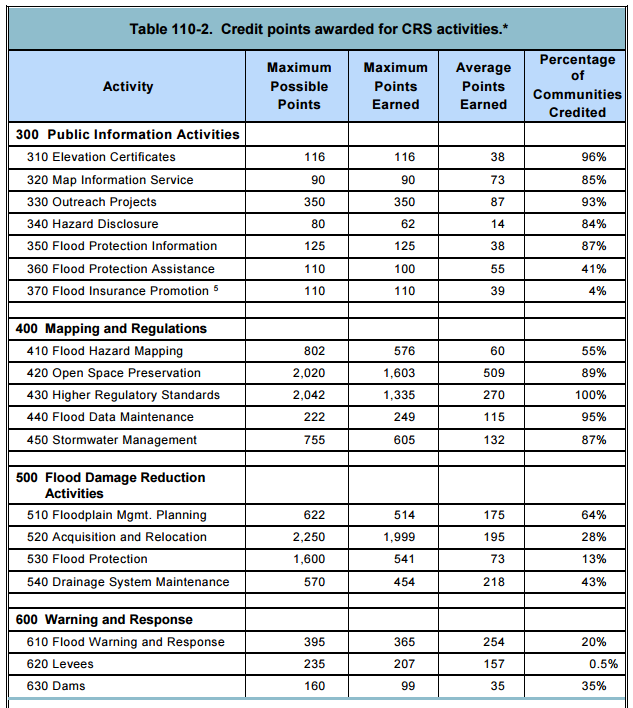 Table 110-2. Credit points awarded for CRS activities.*
Activity Maximum Possible Points Maximum Points Earned Average Points Earned Percentage of Communities Credited
300 Public Information Activities
310 Elevation Certificates 116 116 38 96%
320 Map Information Service 90 90 73 85%
330 Outreach Projects 350 350 87 93%
340 Hazard Disclosure 80 62 14 84%
350 Flood Protection Information 125 125 38 87%
360 Flood Protection Assistance 110 100 55 41%
370 Flood Insurance Promotion 5 110 110 39 4%
400 Mapping and Regulations
410 Flood Hazard Mapping 802 576 60 55%
420 Open Space Preservation 2,020 1,603 509 89%
430 Higher Regulatory Standards 2,042 1,335 270 100%
440 Flood Data Maintenance 222 249 115 95%
450 Stormwater Management 755 605 132 87%
500 Flood Damage Reduction
Activities
510 Floodplain Mgmt. Planning 622 514 175 64%
520 Acquisition and Relocation 2,250 1,999 195 28%
530 Flood Protection 1,600 541 73 13%
540 Drainage System Maintenance 570 454 218 43%
600 Warning and Response
610 Flood Warning and Response 395 365 254 20%
620 Levees 235 207 157 0.5%
630 Dams 160 99 35 35%